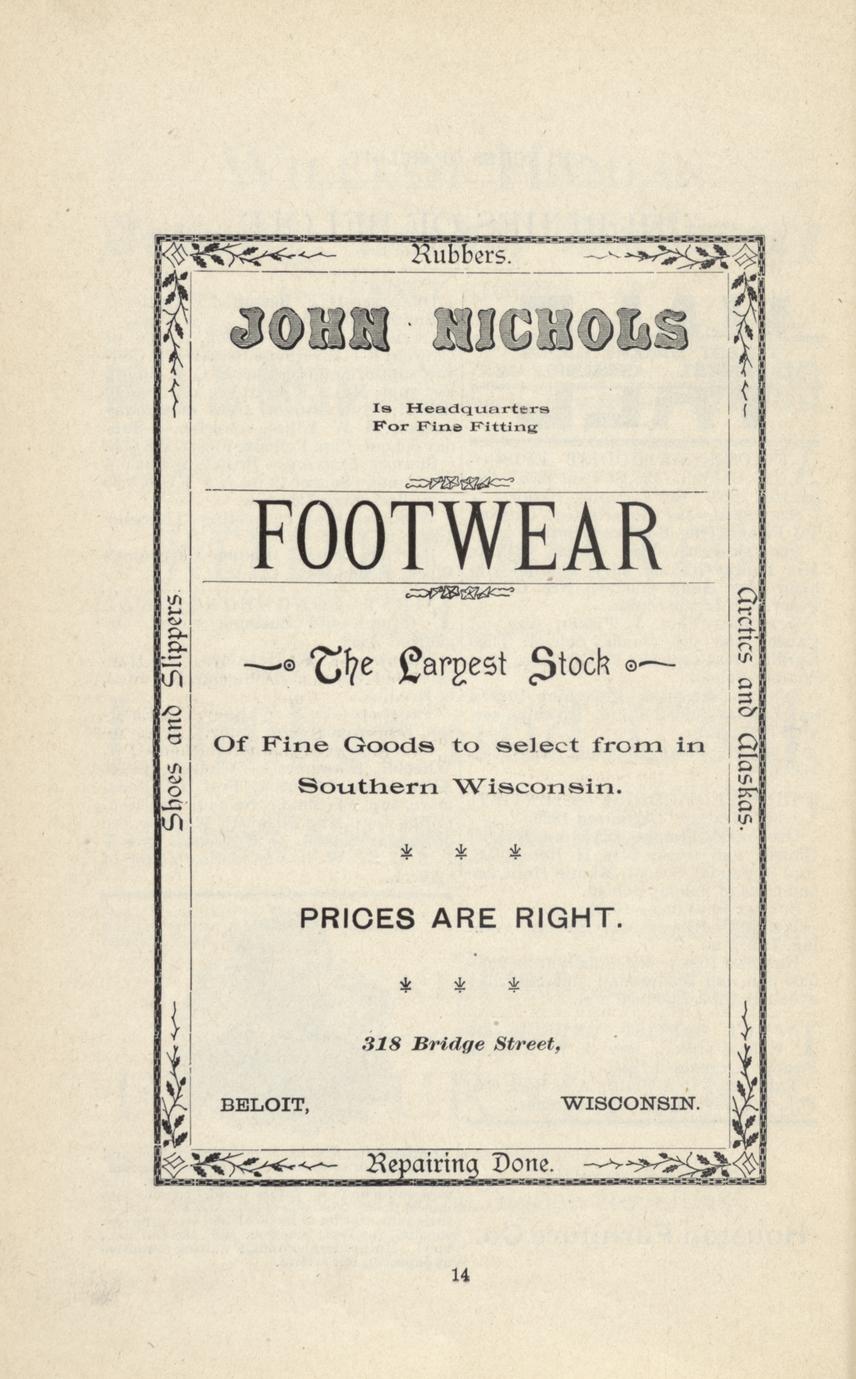 Rubbers.
JOHN NICHOLS
Is Headquarters
For Fine Fitting
FOOTWEAR
Shoes and Slippers.
Arctics and Alaskas.
The Largest Stock
Of Fine Goods to select from in
Southern Wisconsin.
PRICES ARE RIGHT.
318 Bridge Street,
BELOIT, WISCONSIN.
Repairing Done.
14